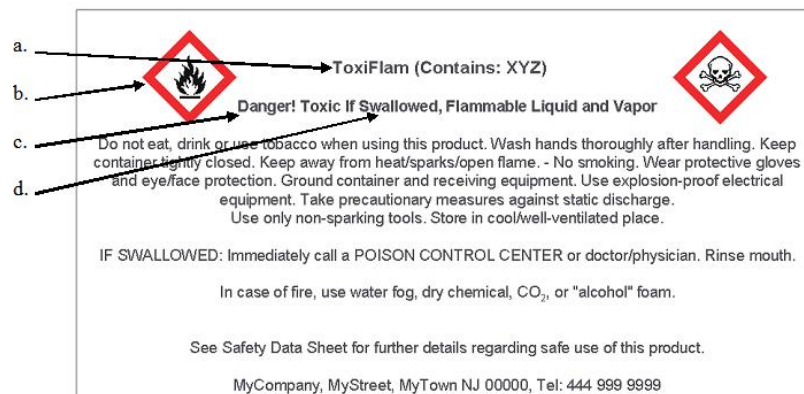 a.
ToxiFlam (Contains: XYZ)
b.
Danger! Toxic If Swallowed, Flammable Liquid and Vapor
c.
Do not eat, drink or use tobacco when using this product. Wash hands thoroughly after handling. Keep
container tightly closed. Keep away from heat/sparks/open flame. - No smoking. Wear protective gloves
d.
and eye/face protection. Ground container and receiving equipment. Use explosion-proof electrical
equipment. Take precautionary measures against static discharge.
Use only non-sparking tools. Store in cool/well-ventilated place.
IF SWALLOWED: Immediately call a POISON CONTROL CENTER or doctor/physician. Rinse mouth.
In case of fire, use water fog, dry chemical, CO₂, or "alcohol" foam.
See Safety Data Sheet for further details regarding safe use of this product.
MyCompany, MyStreet, MyTown NJ 00000, Tel: 444 999 9999